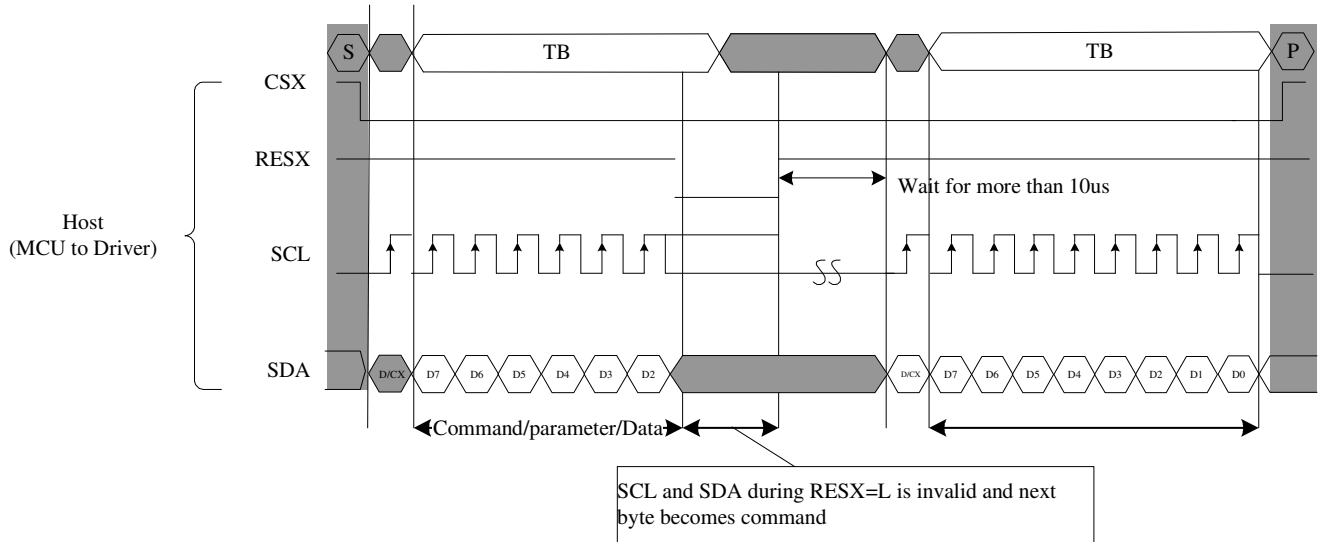 S TB TB P
CSX
RESX
Wait for more than 10us
Host
(MCU to Driver)
SCL
SDA D/CX D7 D6 D5 D4 D3 D2 D/CX D7 D6 D5 D4 D3 D2 D1 D0
Command/parameter/Data
SCL and SDA during RESX=L is invalid and next
byte becomes command